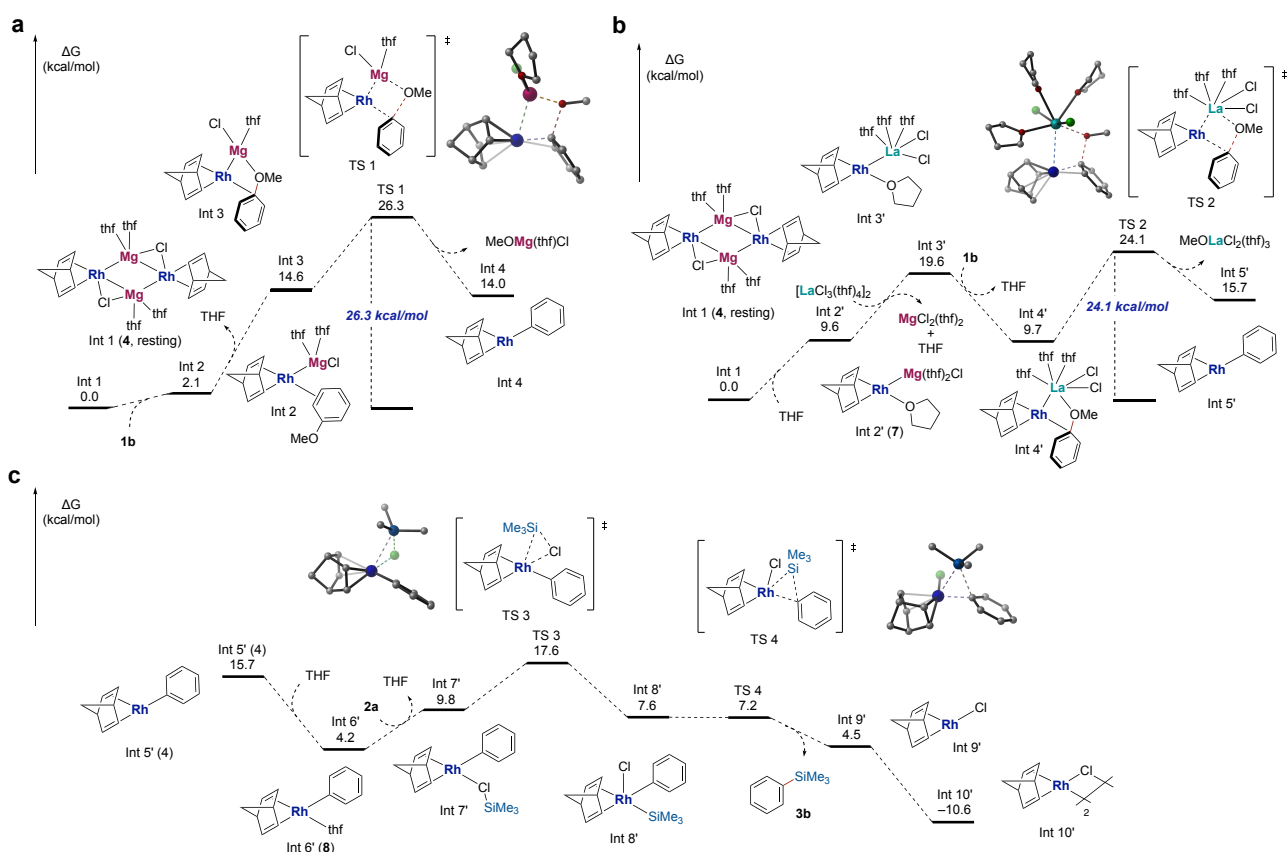 a
ΔG
(kcal/mol)
Cl
thf
Mg
Rh
OMe
TS 1
‡
Cl
thf
Mg
Rh
OMe
Int 3
thf
thf
Mg
Cl
Rh
Rh
Cl
Mg
thf
thf
Int 1 (4, resting)
Int 1
0.0
1b
Int 2
2.1
THF
Int 3
14.6
thf
thf
MgCl
Rh
MeO
Int 2
TS 1
26.3
26.3 kcal/mol
MeOMg(thf)Cl
Int 4
14.0
Rh
Int 4
b
ΔG
(kcal/mol)
thf
thf
thf
La
Cl
Cl
Rh
O
Int 3'
thf
thf
thf
La
Cl
Cl
Rh
OMe
TS 2
‡
thf
thf
Mg
Cl
Rh
Rh
Cl
Mg
thf
thf
Int 1 (4, resting)
Int 1
0.0
THF
[LaCl3(thf)4]2
Int 2'
9.6
Int 3'
19.6
MgCl2(thf)2
+
THF
1b
THF
Rh
Mg(thf)2Cl
O
Int 2' (7)
Int 4'
9.7
thf
thf
thf
La
Cl
Cl
Rh
OMe
Int 4'
24.1 kcal/mol
TS 2
24.1
MeOLaCl2(thf)3
Int 5'
15.7
Rh
Int 5'
c
ΔG
(kcal/mol)
Me3Si
Cl
Rh
TS 3
‡
Cl
Me3
Si
Rh
TS 4
‡
Rh
Int 5' (4)
Int 5' (4)
15.7
THF
Int 6'
4.2
Rh
thf
Int 6' (8)
2a
THF
Int 7'
9.8
Rh
Cl
SiMe3
Int 7'
TS 3
17.6
Int 8'
7.6
Cl
Rh
SiMe3
Int 8'
TS 4
7.2
SiMe3
3b
Int 9'
4.5
Rh
Cl
Int 9'
Int 10'
−10.6
Rh
Cl
2
Int 10'